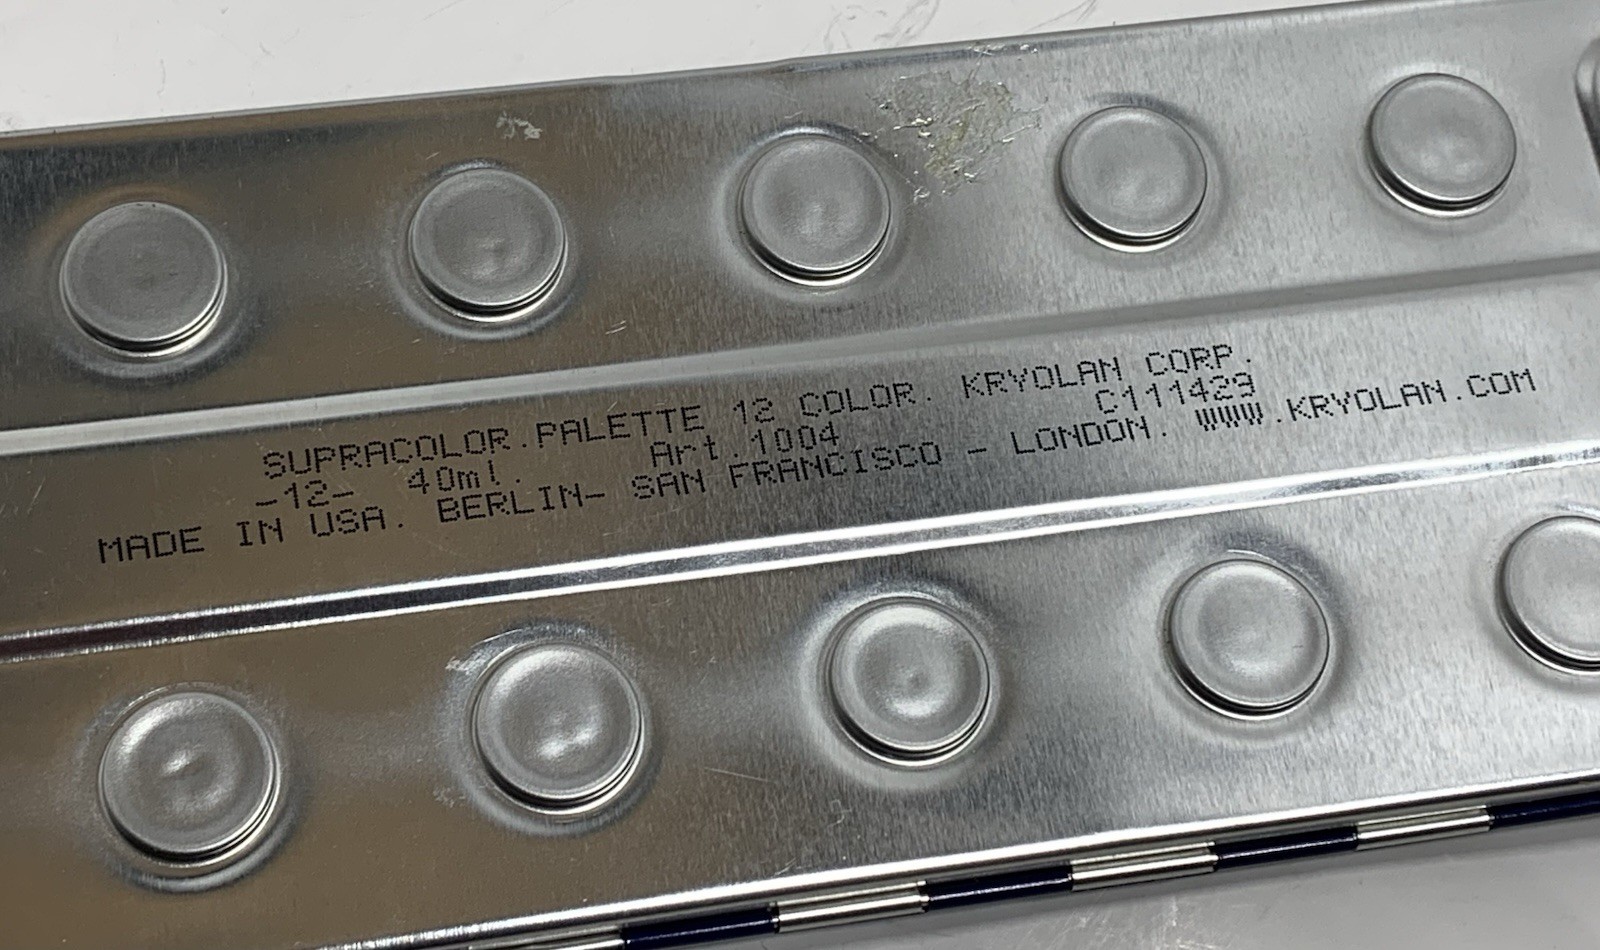 SUPRACOLOR.PALETTE 12 COLOR. KRYOLAN CORP.
-12- 40ml. Art.1004 C111429
MADE IN USA. BERLIN- SAN FRANCISCO - LONDON. WWW.KRYOLAN.COM